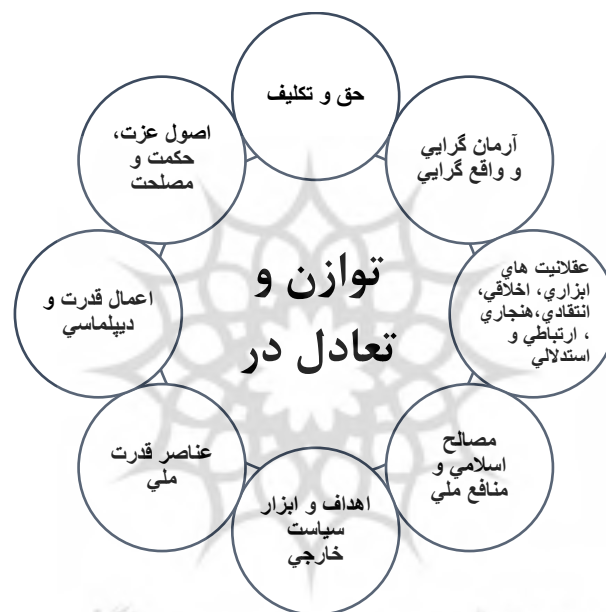 توازن و
تعادل در
حق و تکلیف
آرمان گرايي
و واقع گرايي
عقلانيت هاي
ابزاري، اخلاقي،
انتقادي،هنجاري
، ارتباطي و
استدلالي
مصالح
اسلامي و
منافع ملي
اهداف و ابزار
سياست
خارجي
عناصر قدرت
ملي
اعمال قدرت و
ديپلماسي
اصول عزت،
حکمت و
مصلحت